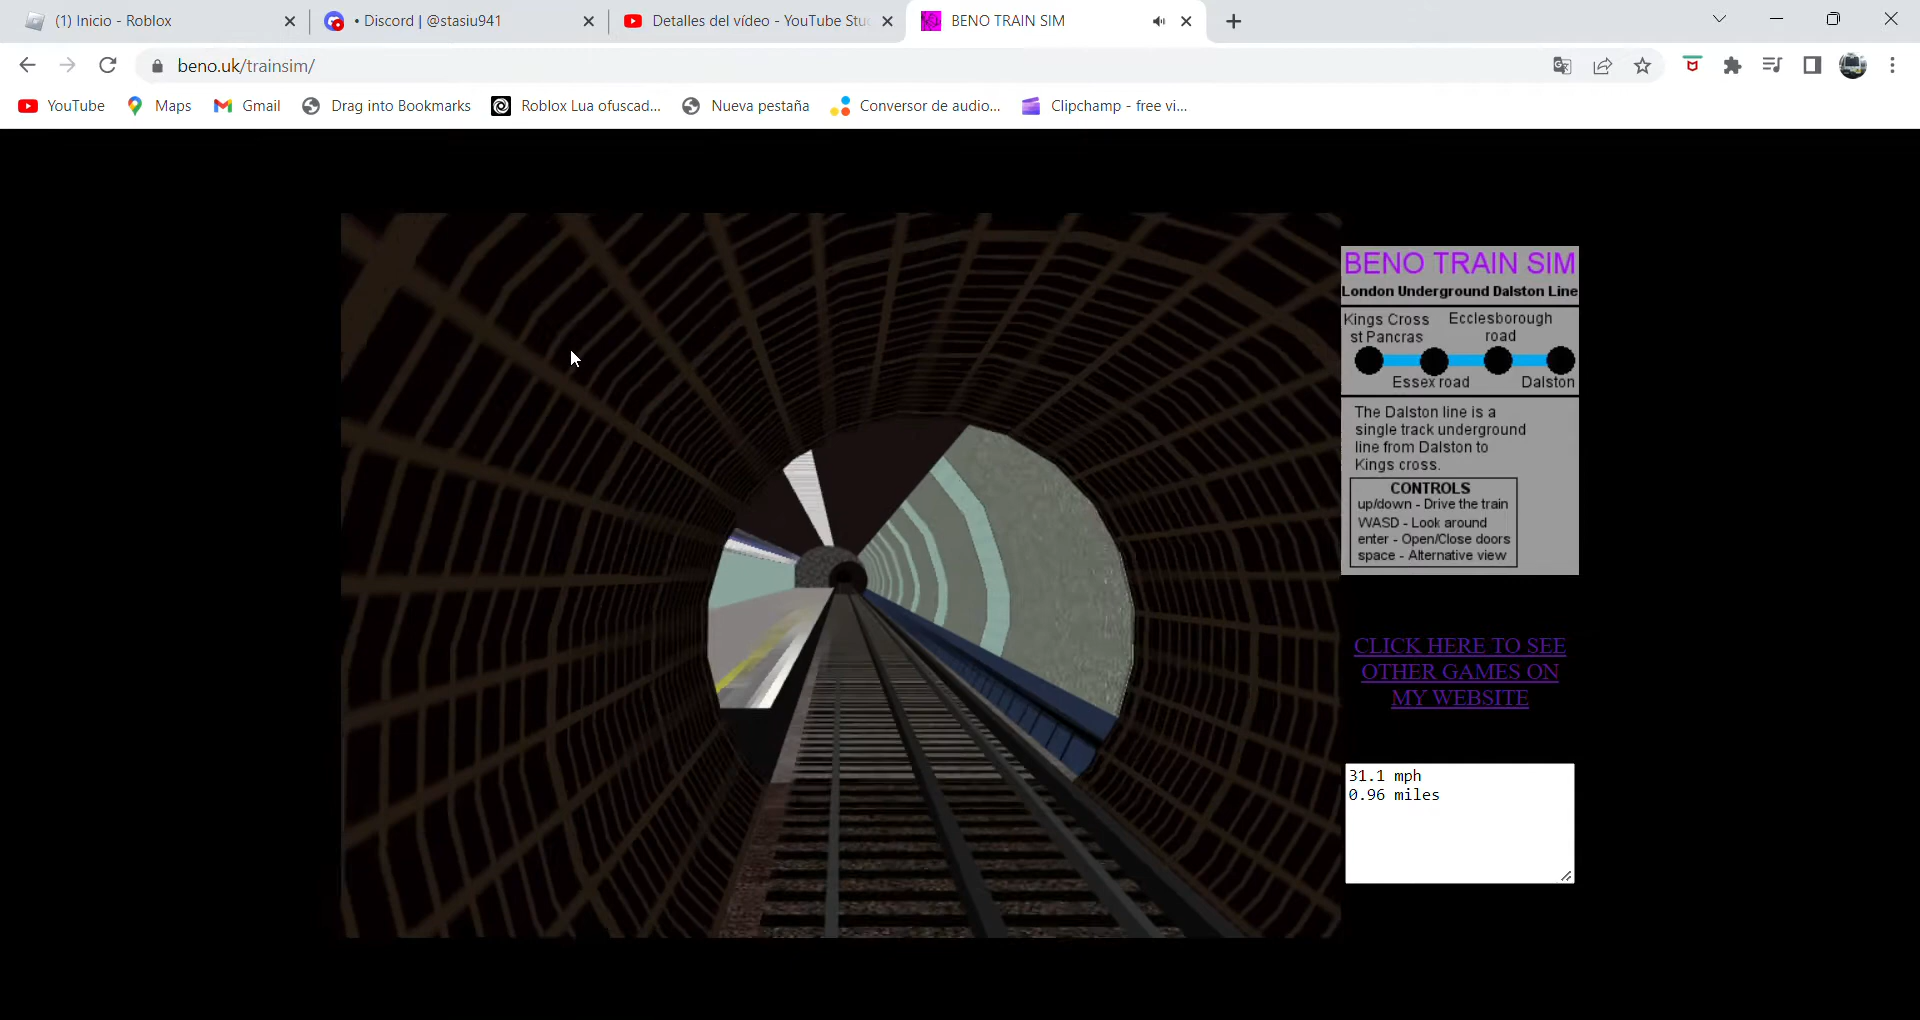 (1) Inicio - Roblox
• Discord | @stasiu941
Detalles del vídeo - YouTube Stu
BENO TRAIN SIM
beno.uk/trainsim/
YouTube
Maps
Gmail
Drag into Bookmarks
Roblox Lua ofuscad...
Nueva pestaña
Conversor de audio...
Clipchamp - free vi...
BENO TRAIN SIM
London Underground Dalston Line
Kings Cross
st Pancras
Ecclesborough
road
Essex road
Dalston
The Dalston line is a
single track underground
line from Dalston to
Kings cross.
CONTROLS
up/down - Drive the train
WASD - Look around
enter - Open/Close doors
space - Alternative view
CLICK HERE TO SEE
OTHER GAMES ON
MY WEBSITE
31.1 mph
0.96 miles